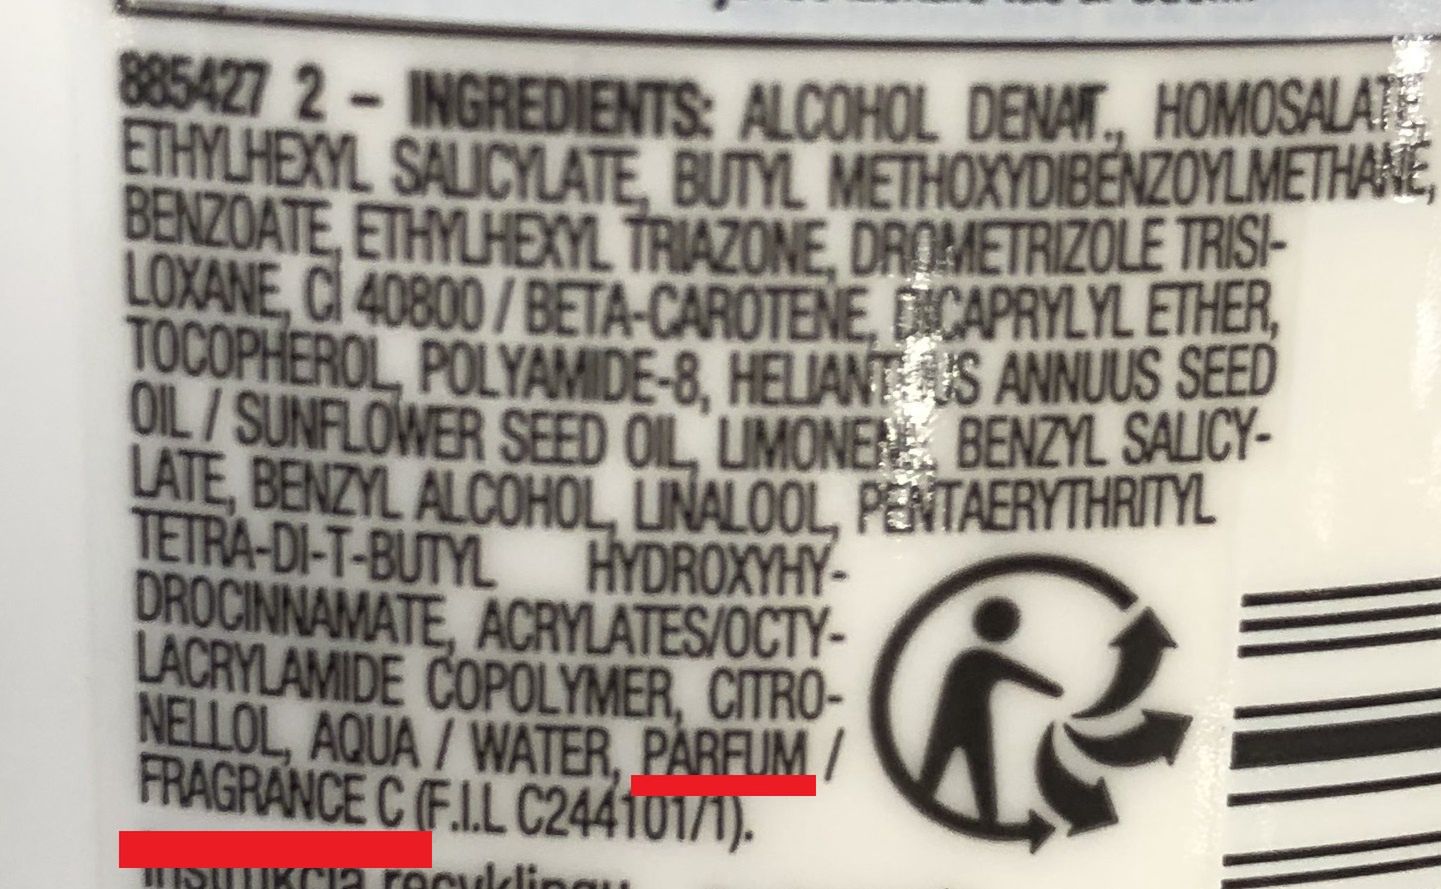 885427 2 - INGREDIENTS: ALCOHOL DENAT., HOMOSALATE,
ETHYLHEXYL SALICYLATE, BUTYL METHOXYDIBENZOYLMETHANE,
BENZOATE, ETHYLHEXYL TRIAZONE, DROMETRIZOLE TRISI-
LOXANE, CI 40800 / BETA-CAROTENE, DICAPRYLYL ETHER,
TOCOPHEROL, POLYAMIDE-8, HELIANTHUS ANNUUS SEED
OIL / SUNFLOWER SEED OIL, LIMONENE, BENZYL SALICY-
LATE, BENZYL ALCOHOL, LINALOOL, PENTAERYTHRITYL
TETRA-DI-T-BUTYL HYDROXYHY-
DROCINNAMATE, ACRYLATES/OCTY-
LACRYLAMIDE COPOLYMER, CITRO-
NELLOL, AQUA / WATER, PARFUM /
FRAGRANCE C (F.I.L C244101/1).
recyklingu